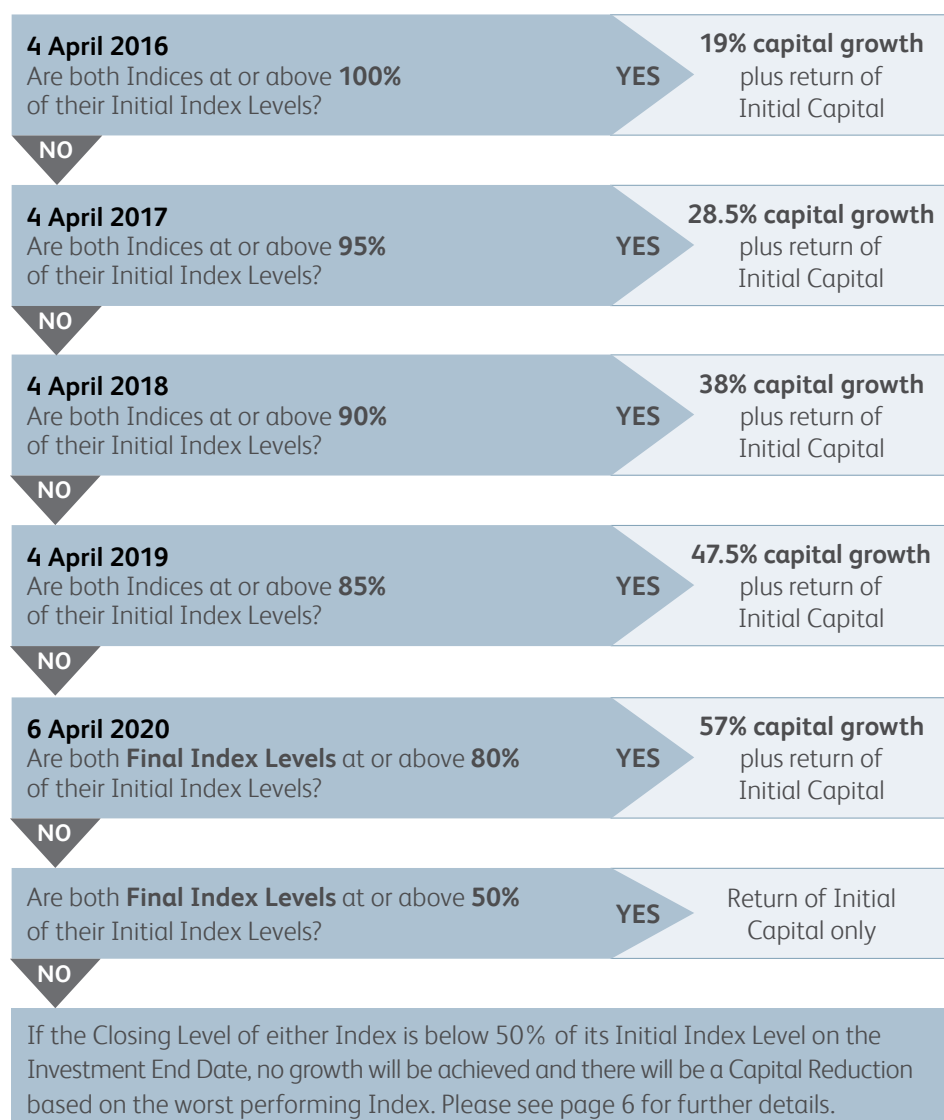 4 April 2016
Are both Indices at or above 100%
of their Initial Index Levels?
YES
19% capital growth
plus return of
Initial Capital
NO
4 April 2017
Are both Indices at or above 95%
of their Initial Index Levels?
YES
28.5% capital growth
plus return of
Initial Capital
NO
4 April 2018
Are both Indices at or above 90%
of their Initial Index Levels?
YES
38% capital growth
plus return of
Initial Capital
NO
4 April 2019
Are both Indices at or above 85%
of their Initial Index Levels?
YES
47.5% capital growth
plus return of
Initial Capital
NO
6 April 2020
Are both Final Index Levels at or above 80%
of their Initial Index Levels?
YES
57% capital growth
plus return of
Initial Capital
NO
Are both Final Index Levels at or above 50%
of their Initial Index Levels?
YES
Return of Initial
Capital only
NO
If the Closing Level of either Index is below 50% of its Initial Index Level on the
Investment End Date, no growth will be achieved and there will be a Capital Reduction
based on the worst performing Index. Please see page 6 for further details.